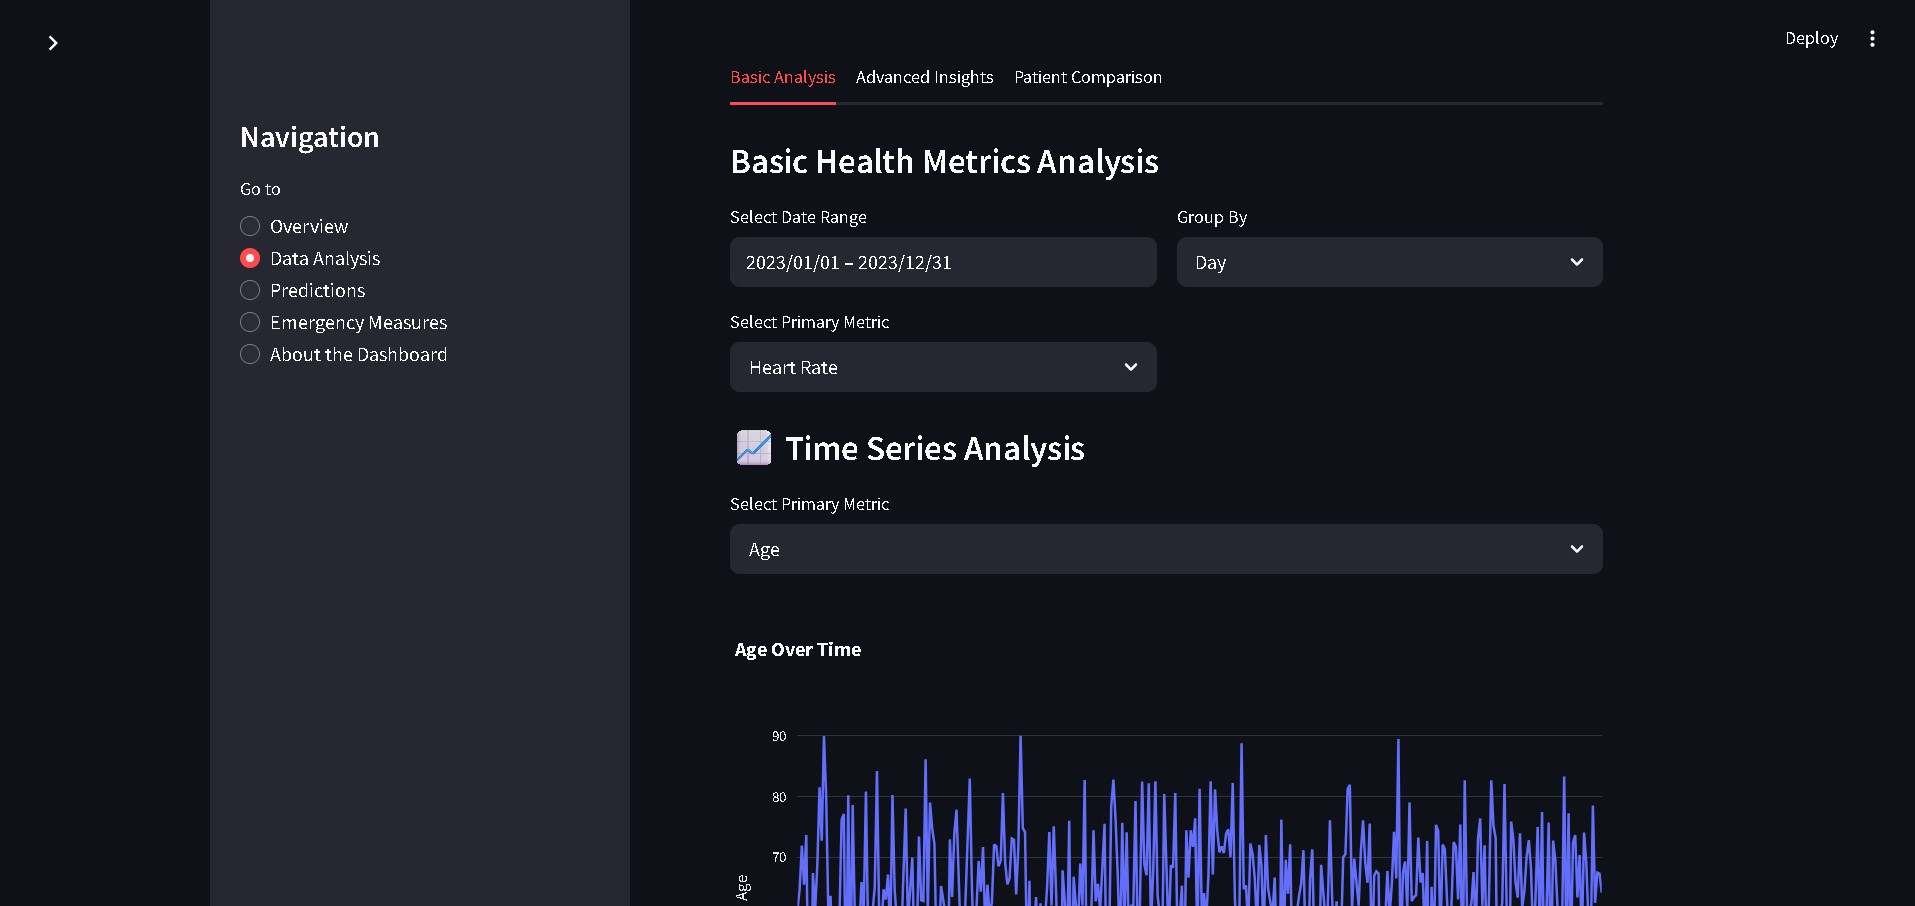 Deploy
Navigation
Go to
Overview
Data Analysis
Predictions
Emergency Measures
About the Dashboard
Basic Analysis Advanced Insights Patient Comparison
Basic Health Metrics Analysis
Select Date Range Group By
2023/01/01 – 2023/12/31 Day
Select Primary Metric
Heart Rate
Time Series Analysis
Select Primary Metric
Age
Age Over Time
90
80
70
Age